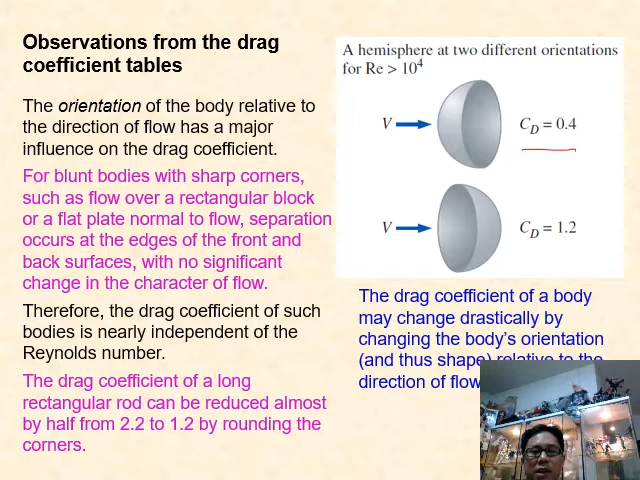 Observations from the drag
coefficient tables
The orientation of the body relative to
the direction of flow has a major
influence on the drag coefficient.
For blunt bodies with sharp corners,
such as flow over a rectangular block
or a flat plate normal to flow, separation
occurs at the edges of the front and
back surfaces, with no significant
change in the character of flow.
Therefore, the drag coefficient of such
bodies is nearly independent of the
Reynolds number.
The drag coefficient of a long
rectangular rod can be reduced almost
by half from 2.2 to 1.2 by rounding the
corners.
A hemisphere at two different orientations
for Re > 10⁴
V
C_D = 0.4
V
C_D = 1.2
The drag coefficient of a body
may change drastically by
changing the body's orientation
(and thus shape) relative to the
direction of flow